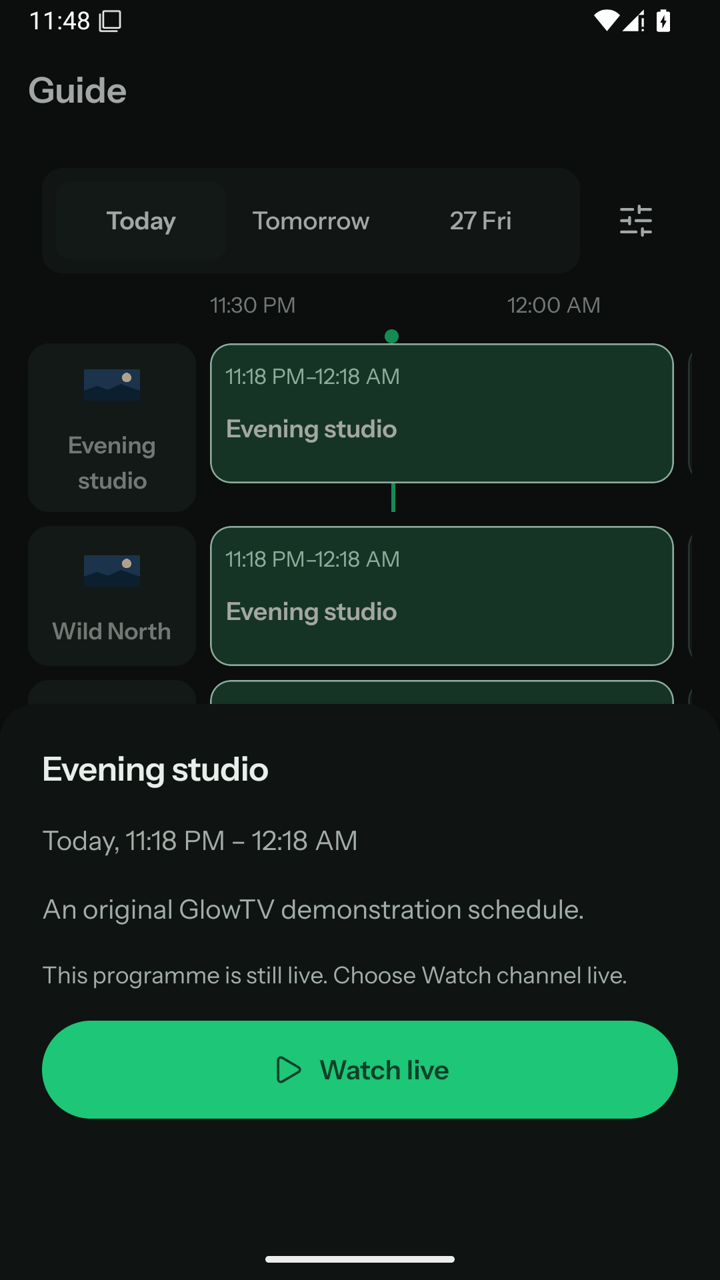 11:48
Guide
Today
Tomorrow
27 Fri
11:30 PM
12:00 AM
Evening
studio
11:18 PM–12:18 AM
Evening studio
Wild North
11:18 PM–12:18 AM
Evening studio
Evening studio
Today, 11:18 PM – 12:18 AM
An original GlowTV demonstration schedule.
This programme is still live. Choose Watch channel live.
Watch live